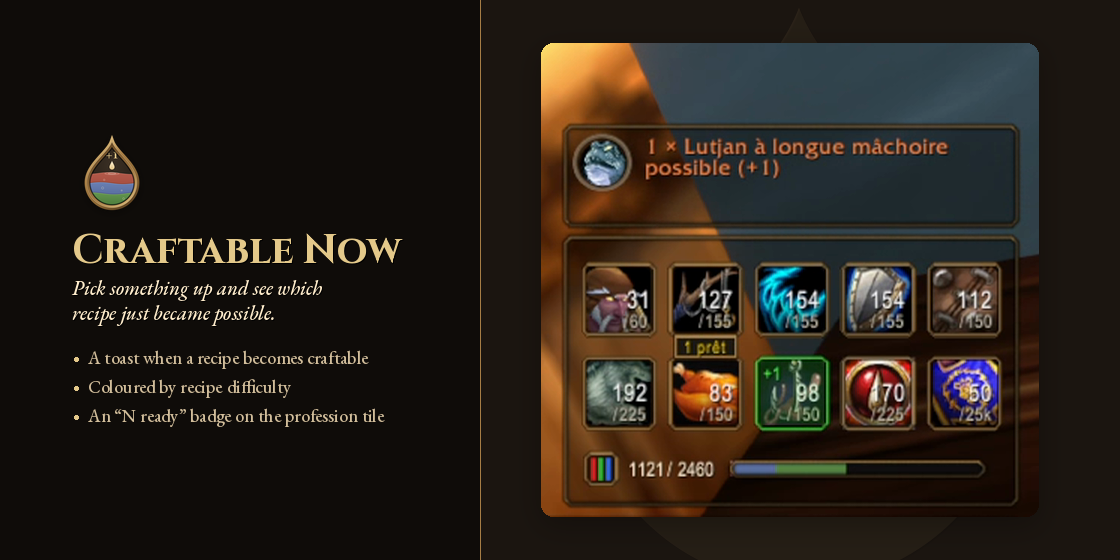 +1
Craftable Now
Pick something up and see which
recipe just became possible.
• A toast when a recipe becomes craftable
• Coloured by recipe difficulty
• An “N ready” badge on the profession tile
1 × Lutjan à longue mâchoire
possible (+1)
31 127 154 154 112
/60 /155 /155 /155 /150
1 prêt
+1
192 83 98 170 50
/225 /150 /150 /225 /25k
1121 / 2460